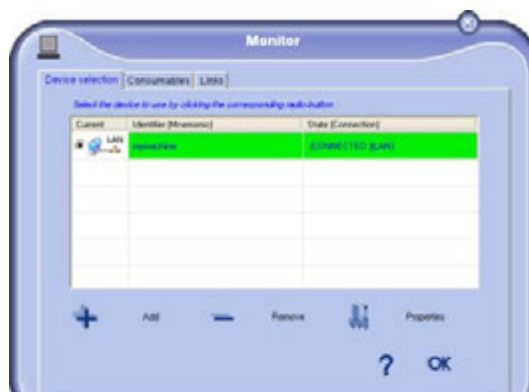 Monitor
Device selection Consumables Links
Select the device to use by clicking the corresponding radio-button
Current Identifier [Mnemonic] State [Connection]
LAN mymachine [CONNECTED [LAN]
Add Remove Properties
? OK